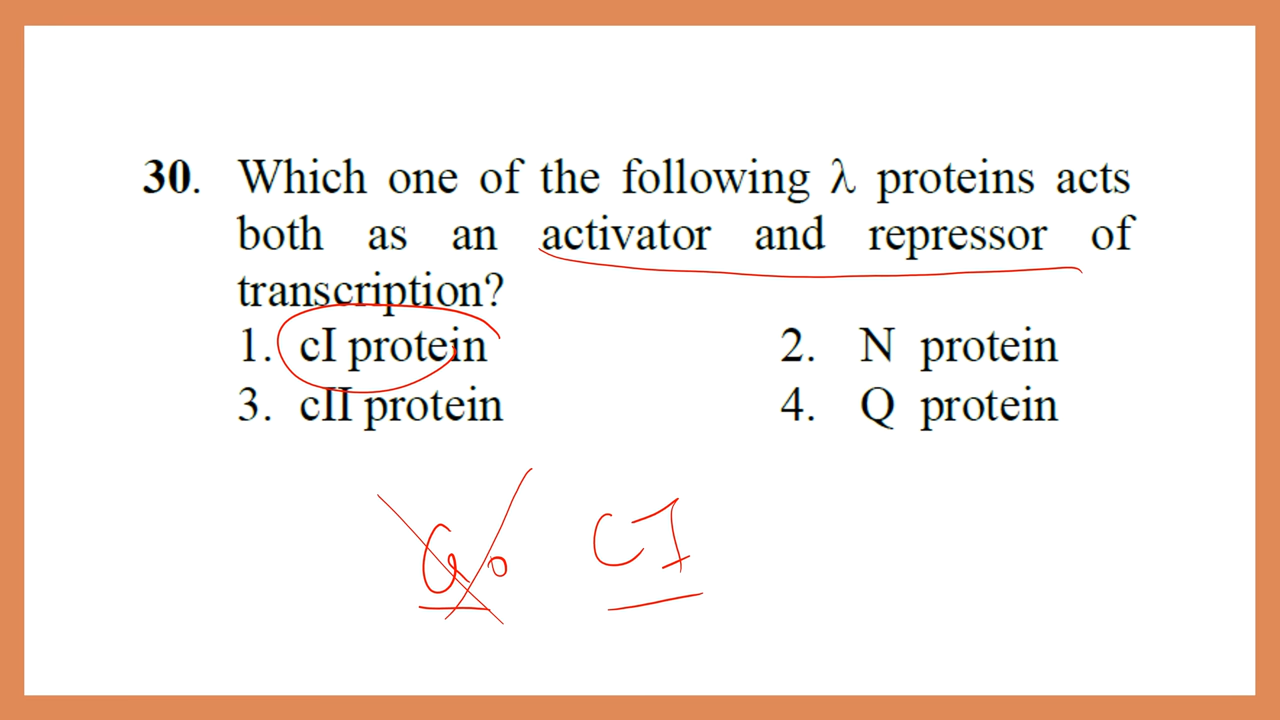 30. Which one of the following λ proteins acts
both as an activator and repressor of
transcription?
1. cI protein 2. N protein
3. cII protein 4. Q protein
CI